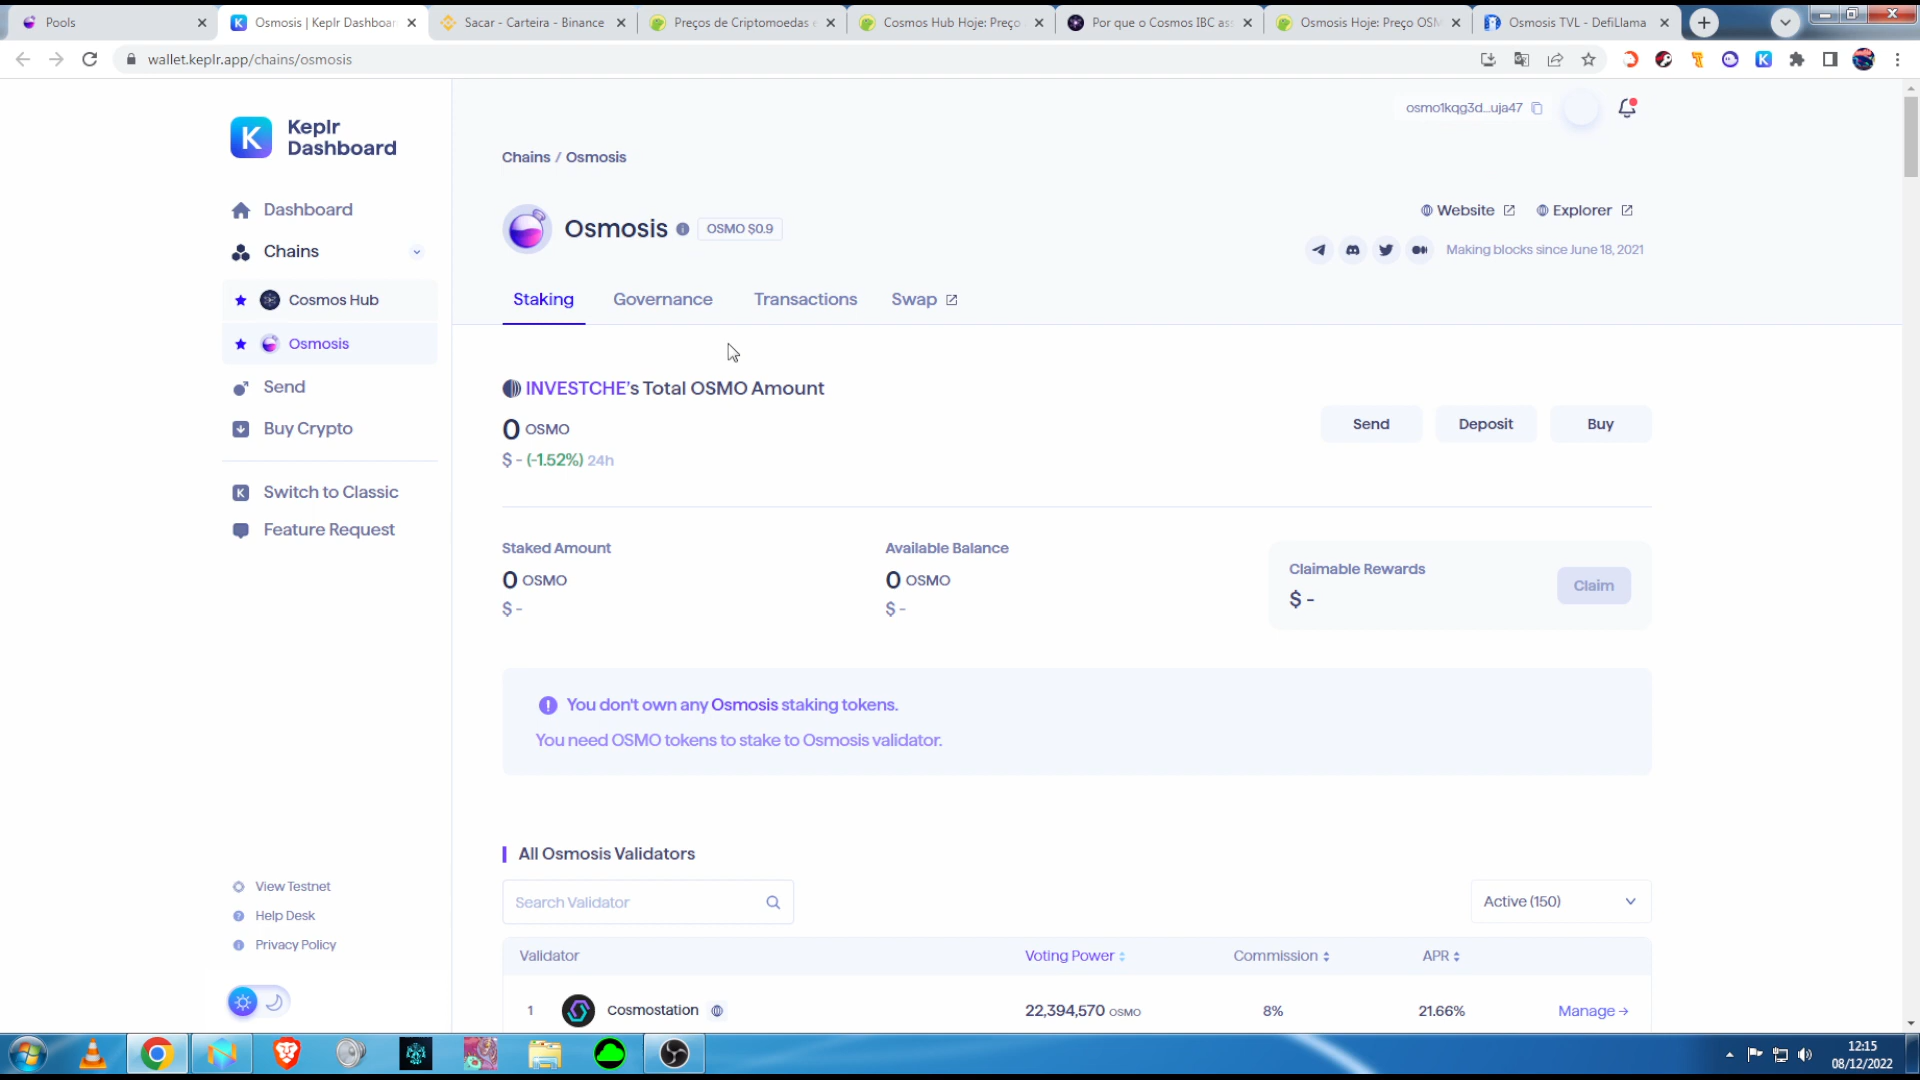 Pools
Osmosis | Keplr Dashboar
Sacar - Carteira - Binance
Preços de Criptomoedas e
Cosmos Hub Hoje: Preço
Por que o Cosmos IBC as
Osmosis Hoje: Preço OSM
Osmosis TVL - DefiLlama
wallet.keplr.app/chains/osmosis
Keplr
Dashboard
Dashboard
Chains
Cosmos Hub
Osmosis
Send
Buy Crypto
Switch to Classic
Feature Request
View Testnet
Help Desk
Privacy Policy
osmo1kqg3d...uja47
Chains / Osmosis
Osmosis
OSMO $0.9
Website
Explorer
Making blocks since June 18, 2021
Staking
Governance
Transactions
Swap
INVESTCHE's Total OSMO Amount
0 OSMO
$ - (-1.52%) 24h
Send
Deposit
Buy
Staked Amount
0 OSMO
$ -
Available Balance
0 OSMO
$ -
Claimable Rewards
$ -
Claim
You don't own any Osmosis staking tokens.
You need OSMO tokens to stake to Osmosis validator.
All Osmosis Validators
Search Validator
Active (150)
Validator
Voting Power
Commission
APR
1
Cosmostation
22,394,570 OSMO
8%
21.66%
Manage →
12:15
08/12/2022